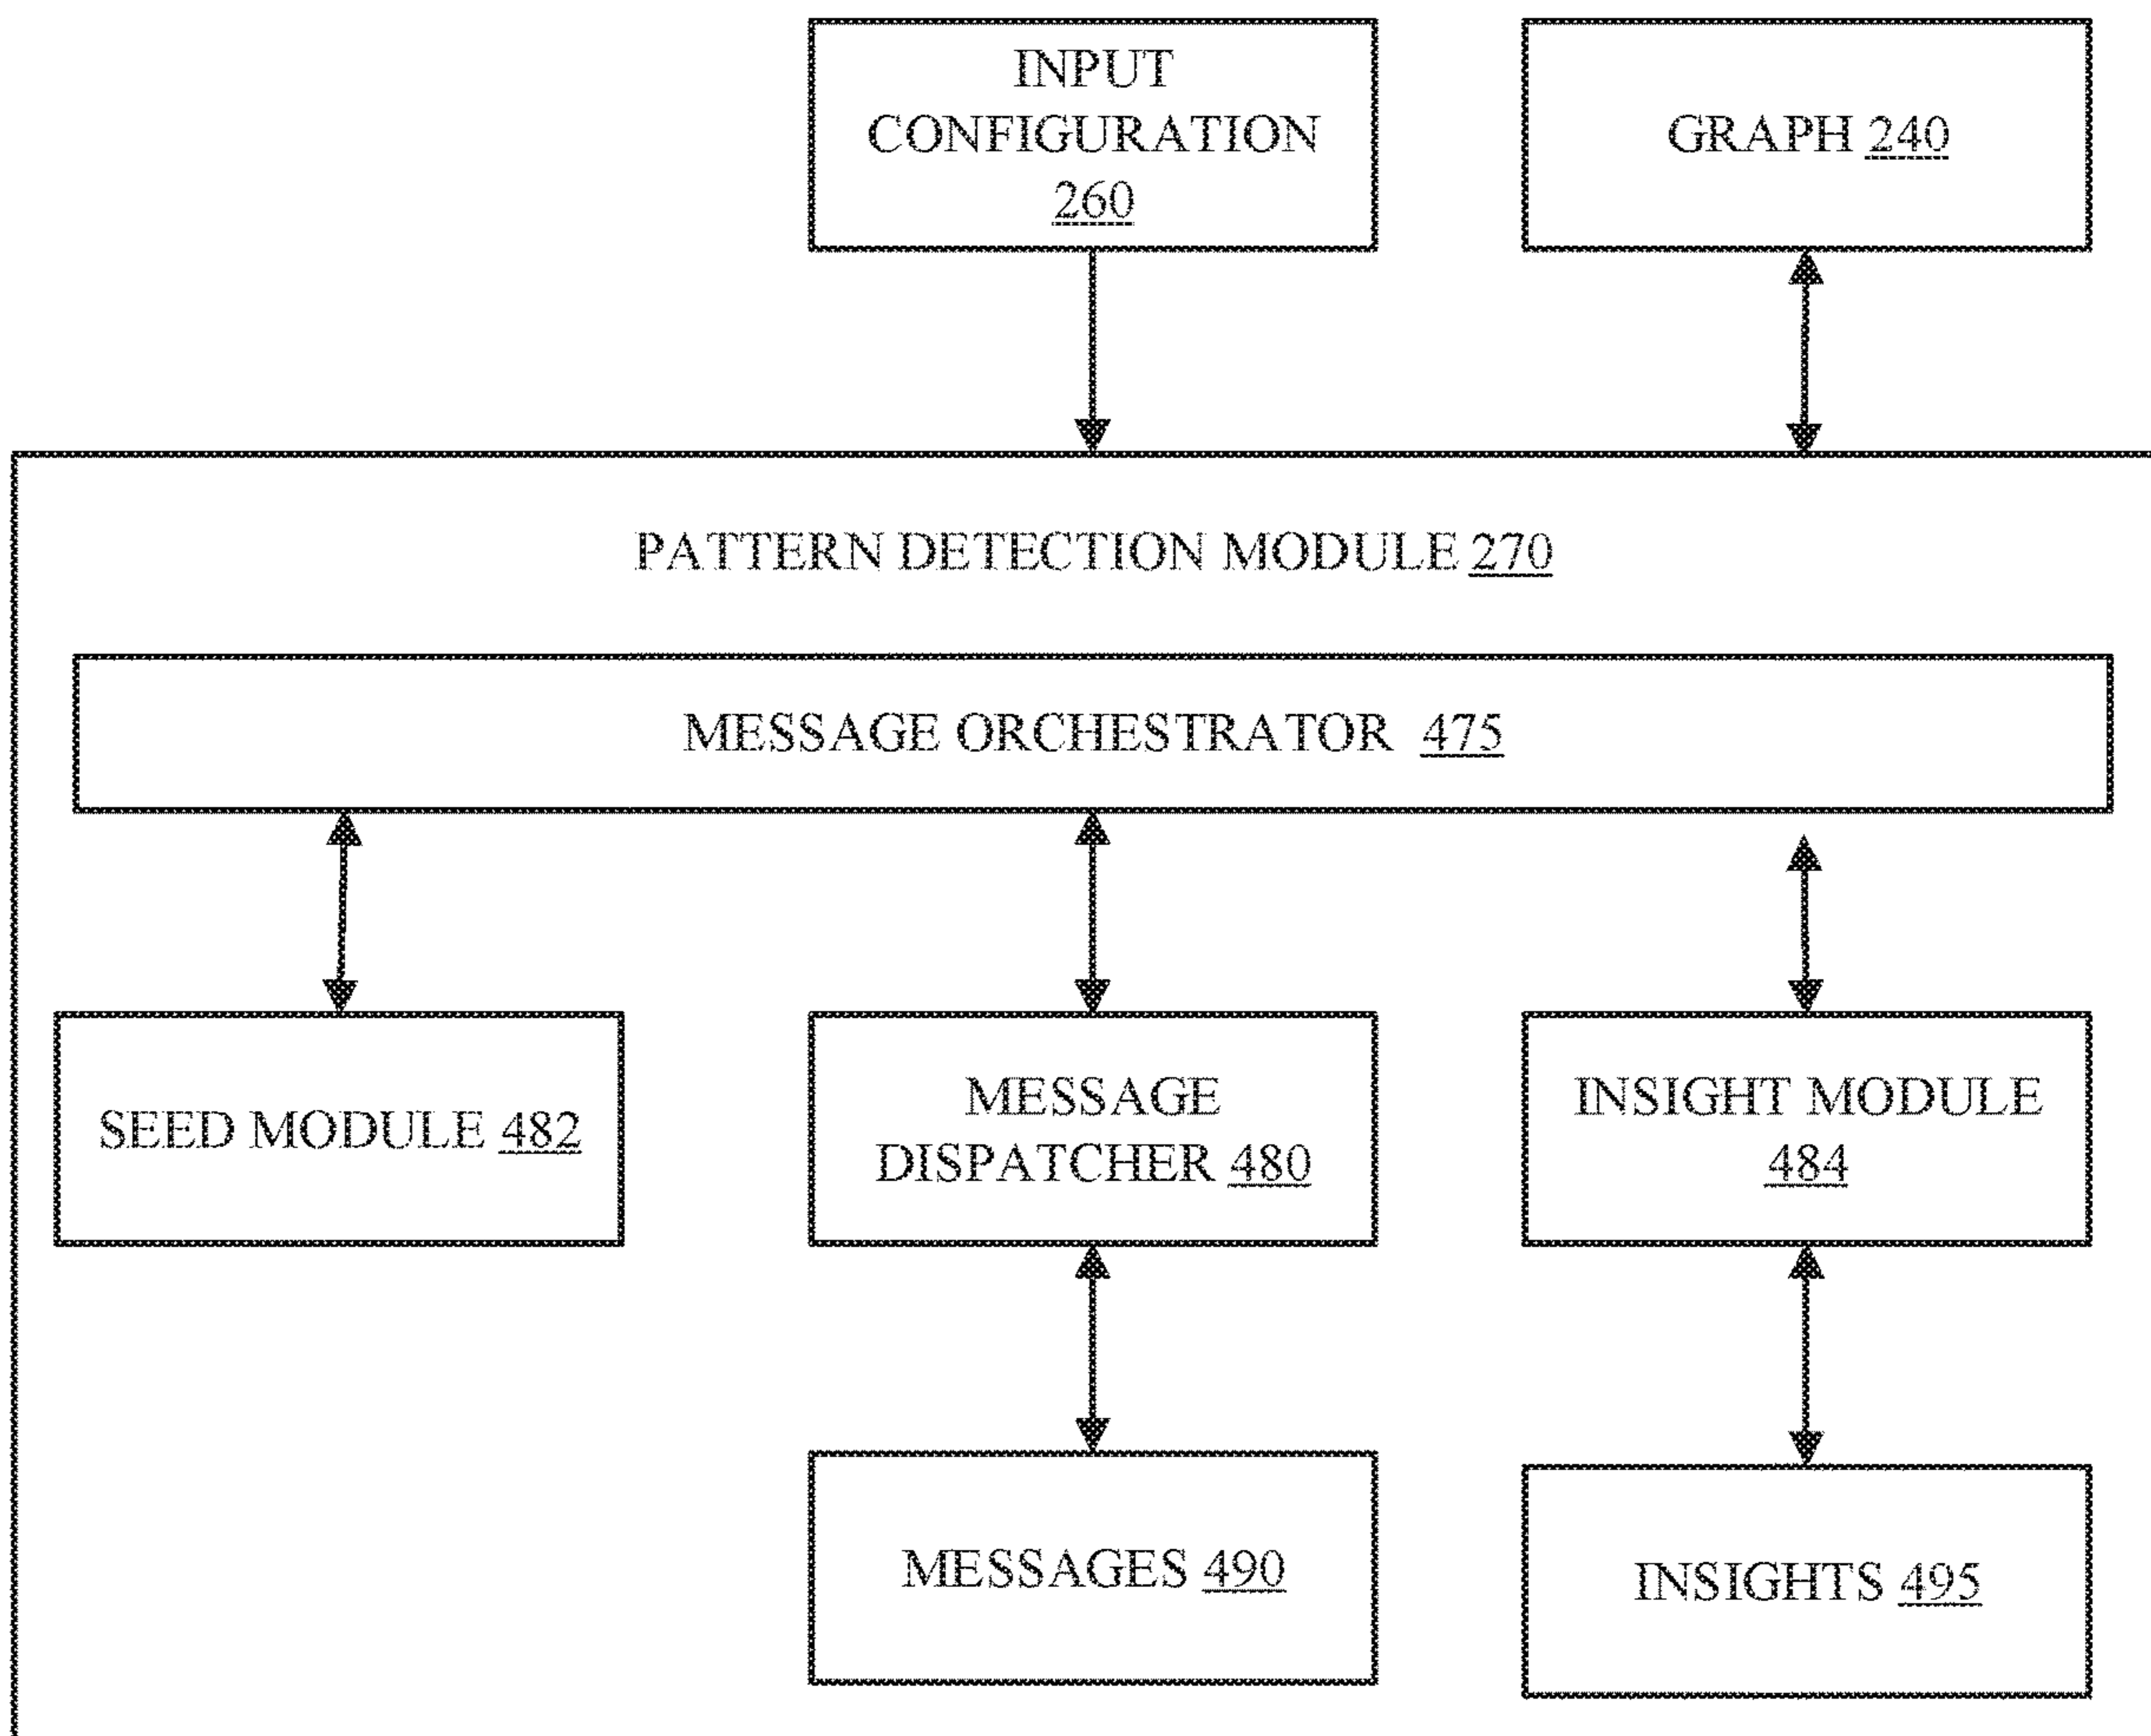 INPUT
CONFIGURATION
260
GRAPH 240
PATTERN DETECTION MODULE 270
MESSAGE ORCHESTRATOR 475
SEED MODULE 482
MESSAGE
DISPATCHER 480
INSIGHT MODULE
484
MESSAGES 490
INSIGHTS 495